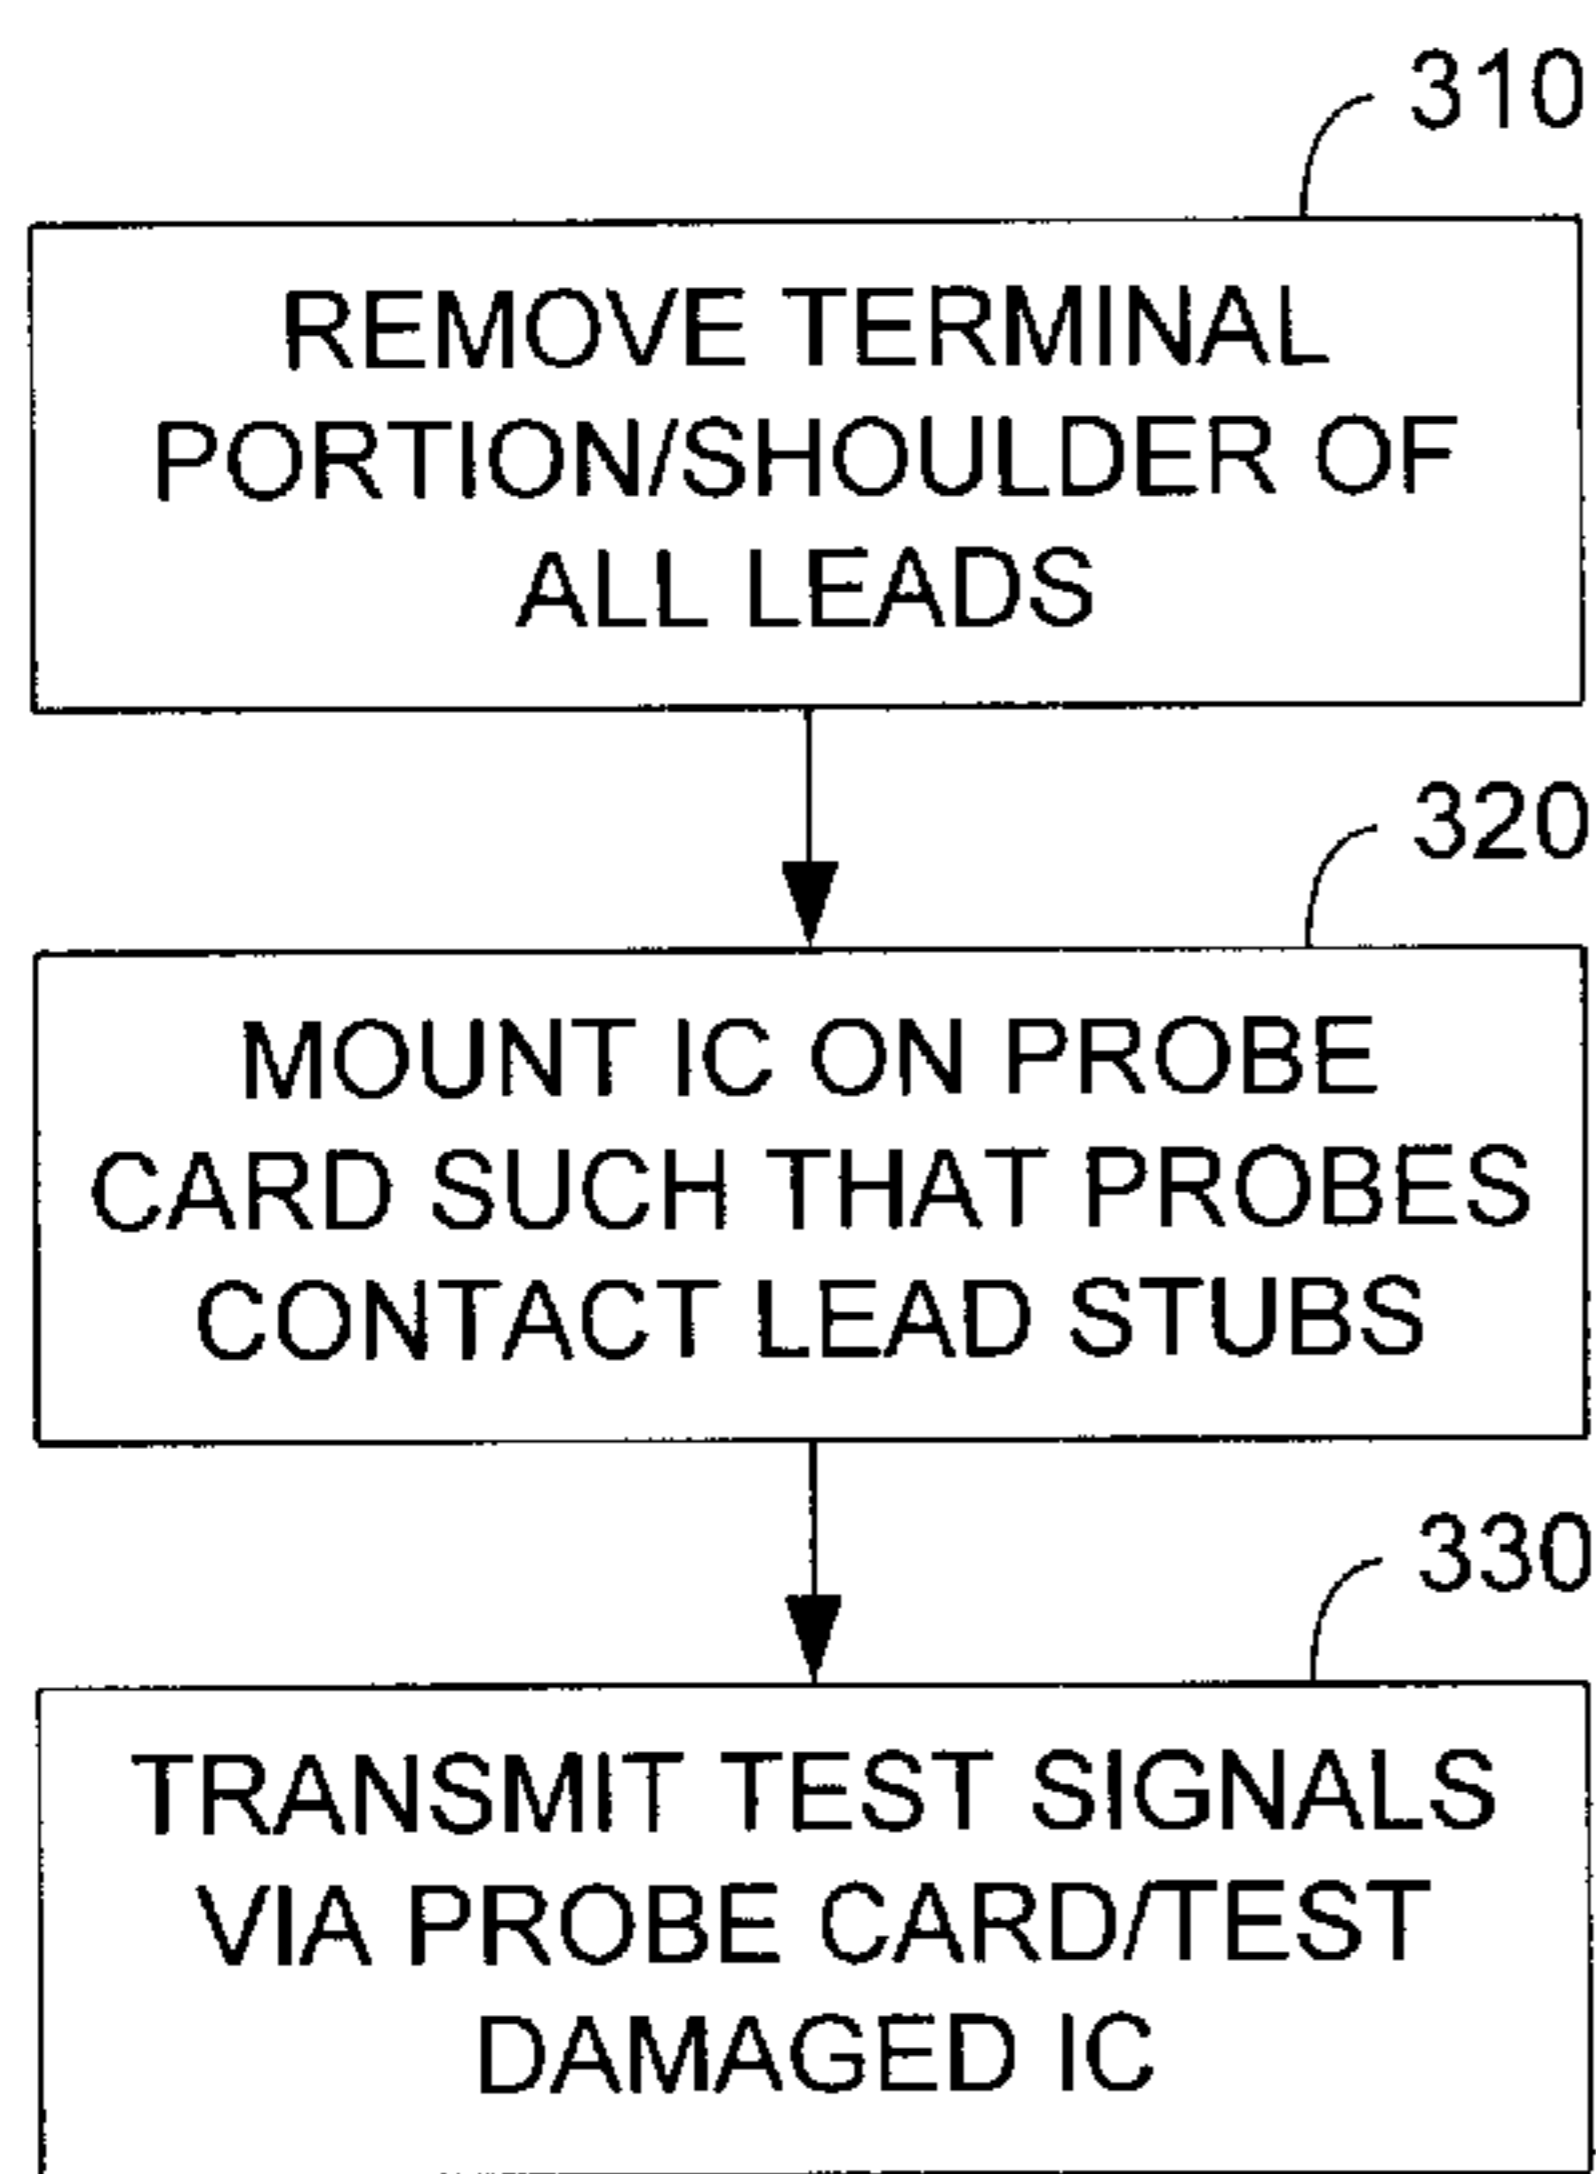 310
REMOVE TERMINAL
PORTION/SHOULDER OF
ALL LEADS
320
MOUNT IC ON PROBE
CARD SUCH THAT PROBES
CONTACT LEAD STUBS
330
TRANSMIT TEST SIGNALS
VIA PROBE CARD/TEST
DAMAGED IC